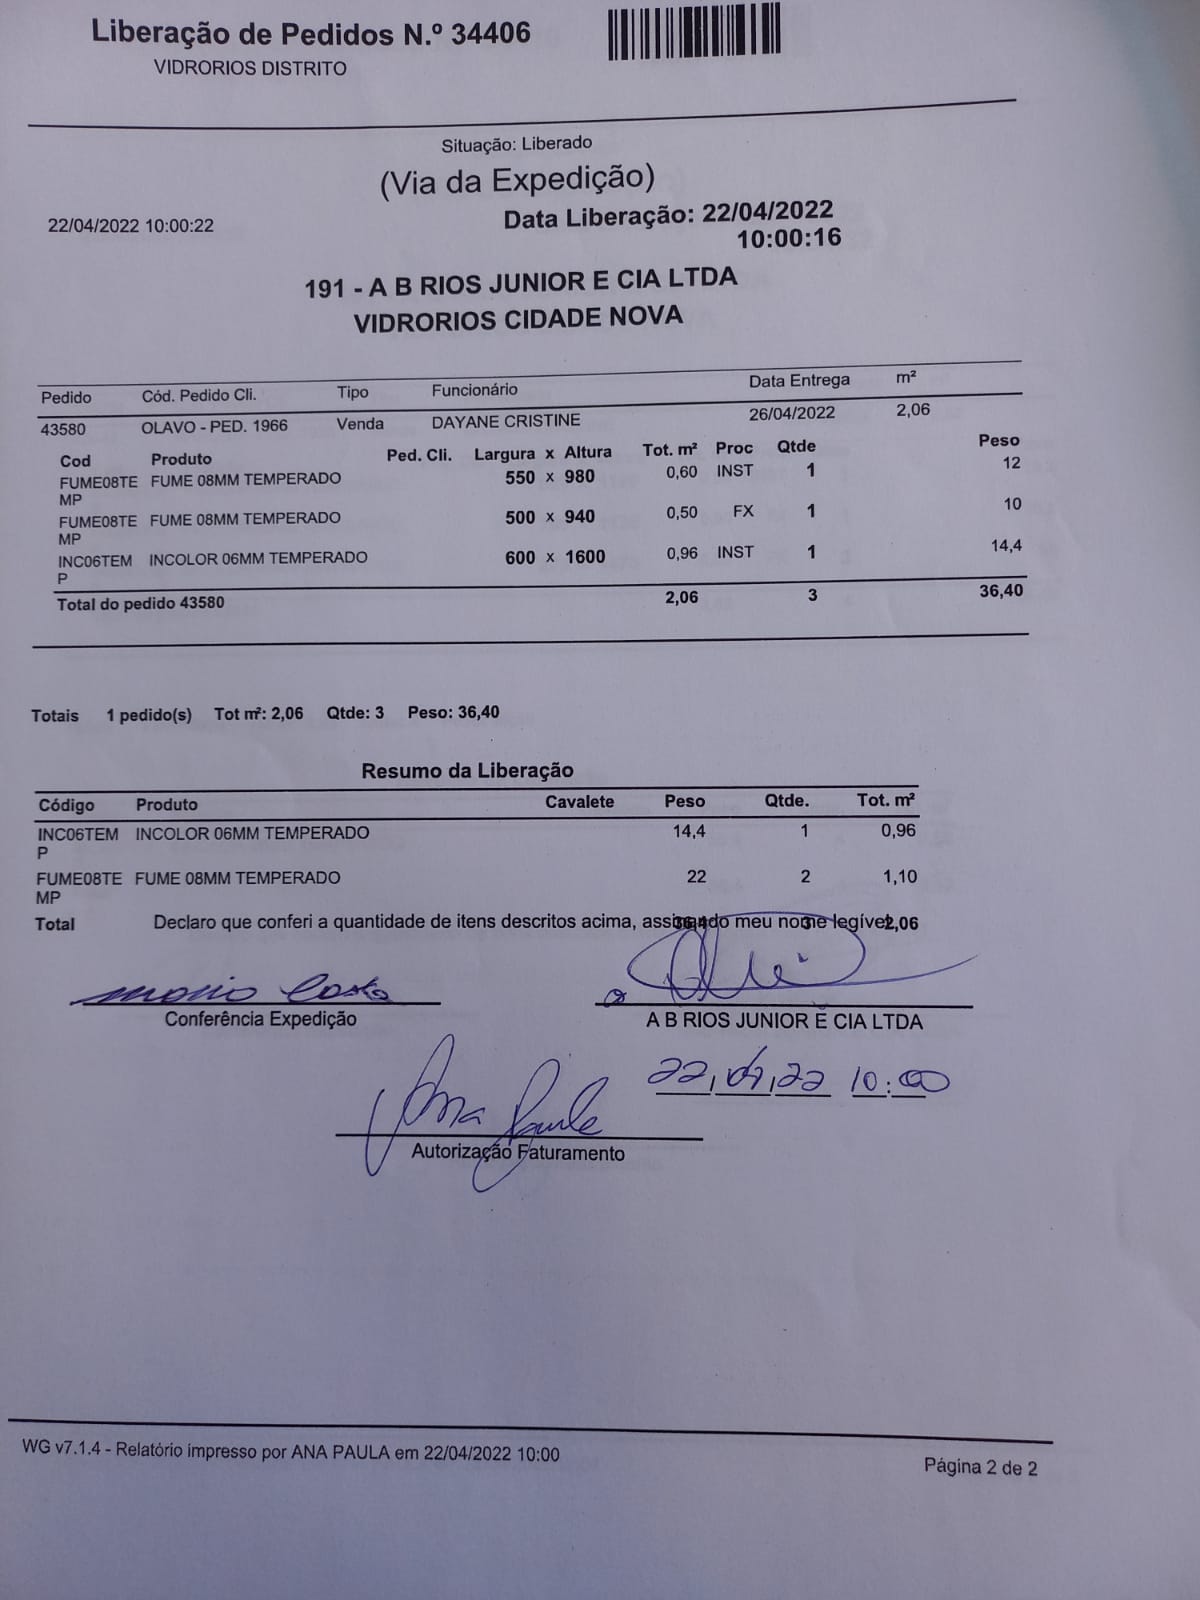 Liberação de Pedidos N.º 34406
VIDRORIOS DISTRITO
Situação: Liberado
(Via da Expedição)
22/04/2022 10:00:22
Data Liberação: 22/04/2022
10:00:16
191 - A B RIOS JUNIOR E CIA LTDA
VIDRORIOS CIDADE NOVA
Pedido Cód. Pedido Cli. Tipo Funcionário Data Entrega m²
43580 OLAVO - PED. 1966 Venda DAYANE CRISTINE 26/04/2022 2,06
Cod Produto Ped. Cli. Largura x Altura Tot. m² Proc Qtde Peso
FUME08TE FUME 08MM TEMPERADO 550 x 980 0,60 INST 1 12
MP
FUME08TE FUME 08MM TEMPERADO 500 x 940 0,50 FX 1 10
MP
INC06TEM INCOLOR 06MM TEMPERADO 600 x 1600 0,96 INST 1 14,4
P
Total do pedido 43580 2,06 3 36,40
Totais 1 pedido(s) Tot m²: 2,06 Qtde: 3 Peso: 36,40
Resumo da Liberação
Código Produto Cavalete Peso Qtde. Tot. m²
INC06TEM INCOLOR 06MM TEMPERADO 14,4 1 0,96
P
FUME08TE FUME 08MM TEMPERADO 22 2 1,10
MP
Total Declaro que conferi a quantidade de itens descritos acima, assinando meu nome legível 36,4 3 2,06
Conferência Expedição
A B RIOS JUNIOR E CIA LTDA
22,04,22 10:00
Ana Paula
Autorização Faturamento
WG v7.1.4 - Relatório impresso por ANA PAULA em 22/04/2022 10:00
Página 2 de 2